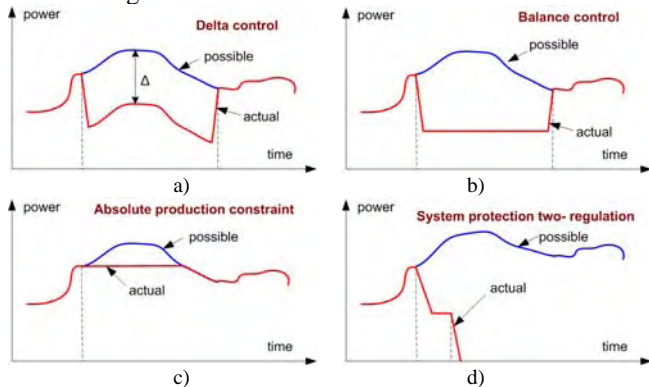 power
Delta control
possible
Δ
actual
time
a)
power
Balance control
possible
actual
time
b)
power
Absolute production constraint
possible
actual
time
c)
power
System protection two- regulation
possible
actual
time
d)